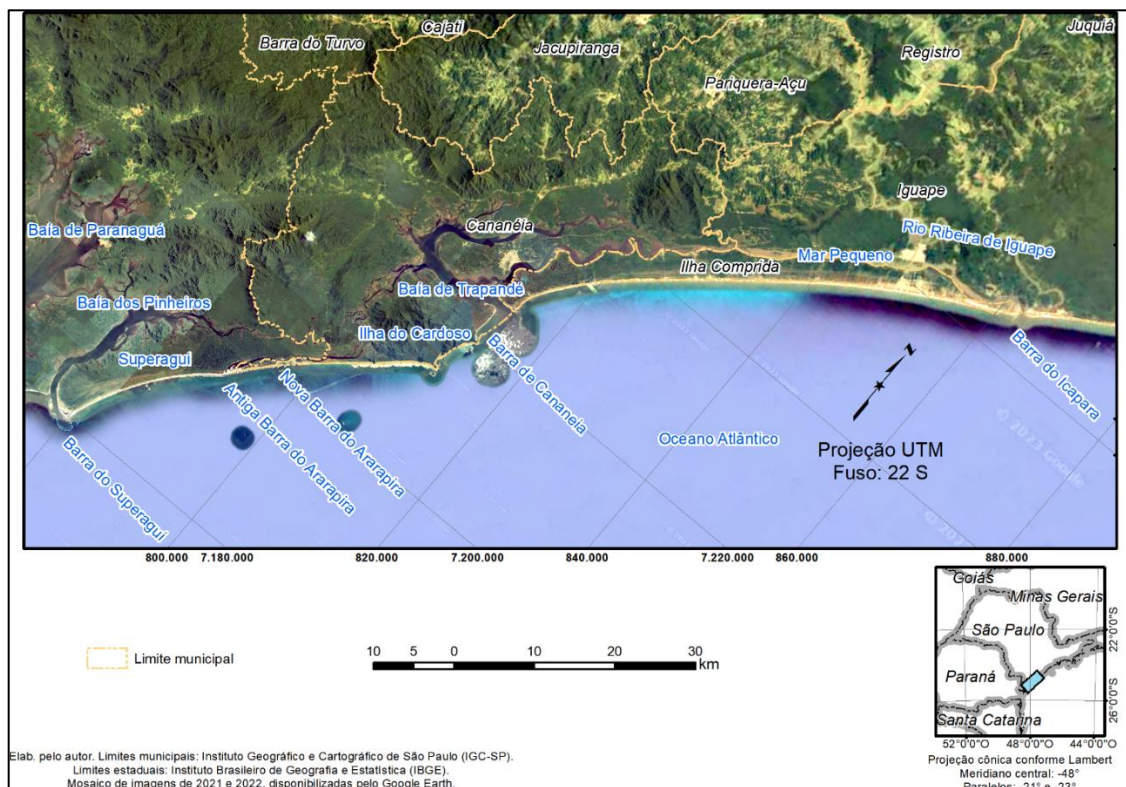 Cajati
Juquiá
Barra do Turvo
Jacupiranga
Registro
Pariquera-Açu
Iguape
Baía de Paranaguá
Cananéia
Rio Ribeira de Iguape
Mar Pequeno
Ilha Comprida
Baía dos Pinheiros
Baía de Trapandé
Ilha do Cardoso
Superagui
Barra de Cananeia
Barra do Icapara
Nova Barra do Ararapira
Antiga Barra do Ararapira
Barra do Superagui
N
Oceano Atlântico
Projeção UTM
Fuso: 22 S
800.000 7.180.000 820.000 7.200.000 840.000 7.220.000 860.000 880.000
Limite municipal
10 5 0 10 20 30
km
Goiás
Minas Gerais
São Paulo
Paraná
Santa Catarina
22°0'0"S
26°0'0"S
52°0'0"O 48°0'0"O 44°0'0"O
Projeção cônica conforme Lambert
Meridiano central: -48°
Paralelos: -21° e -23°
Elab. pelo autor. Limites municipais: Instituto Geográfico e Cartográfico de São Paulo (IGC-SP).
Limites estaduais: Instituto Brasileiro de Geografia e Estatística (IBGE).
Mosaico de imagens de 2021 e 2022, disponibilizadas pelo Google Earth.
© 2023 Google